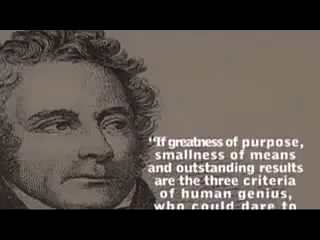 “If greatness of purpose,
smallness of means
and outstanding results
are the three criteria
of human genius,
who could dare to